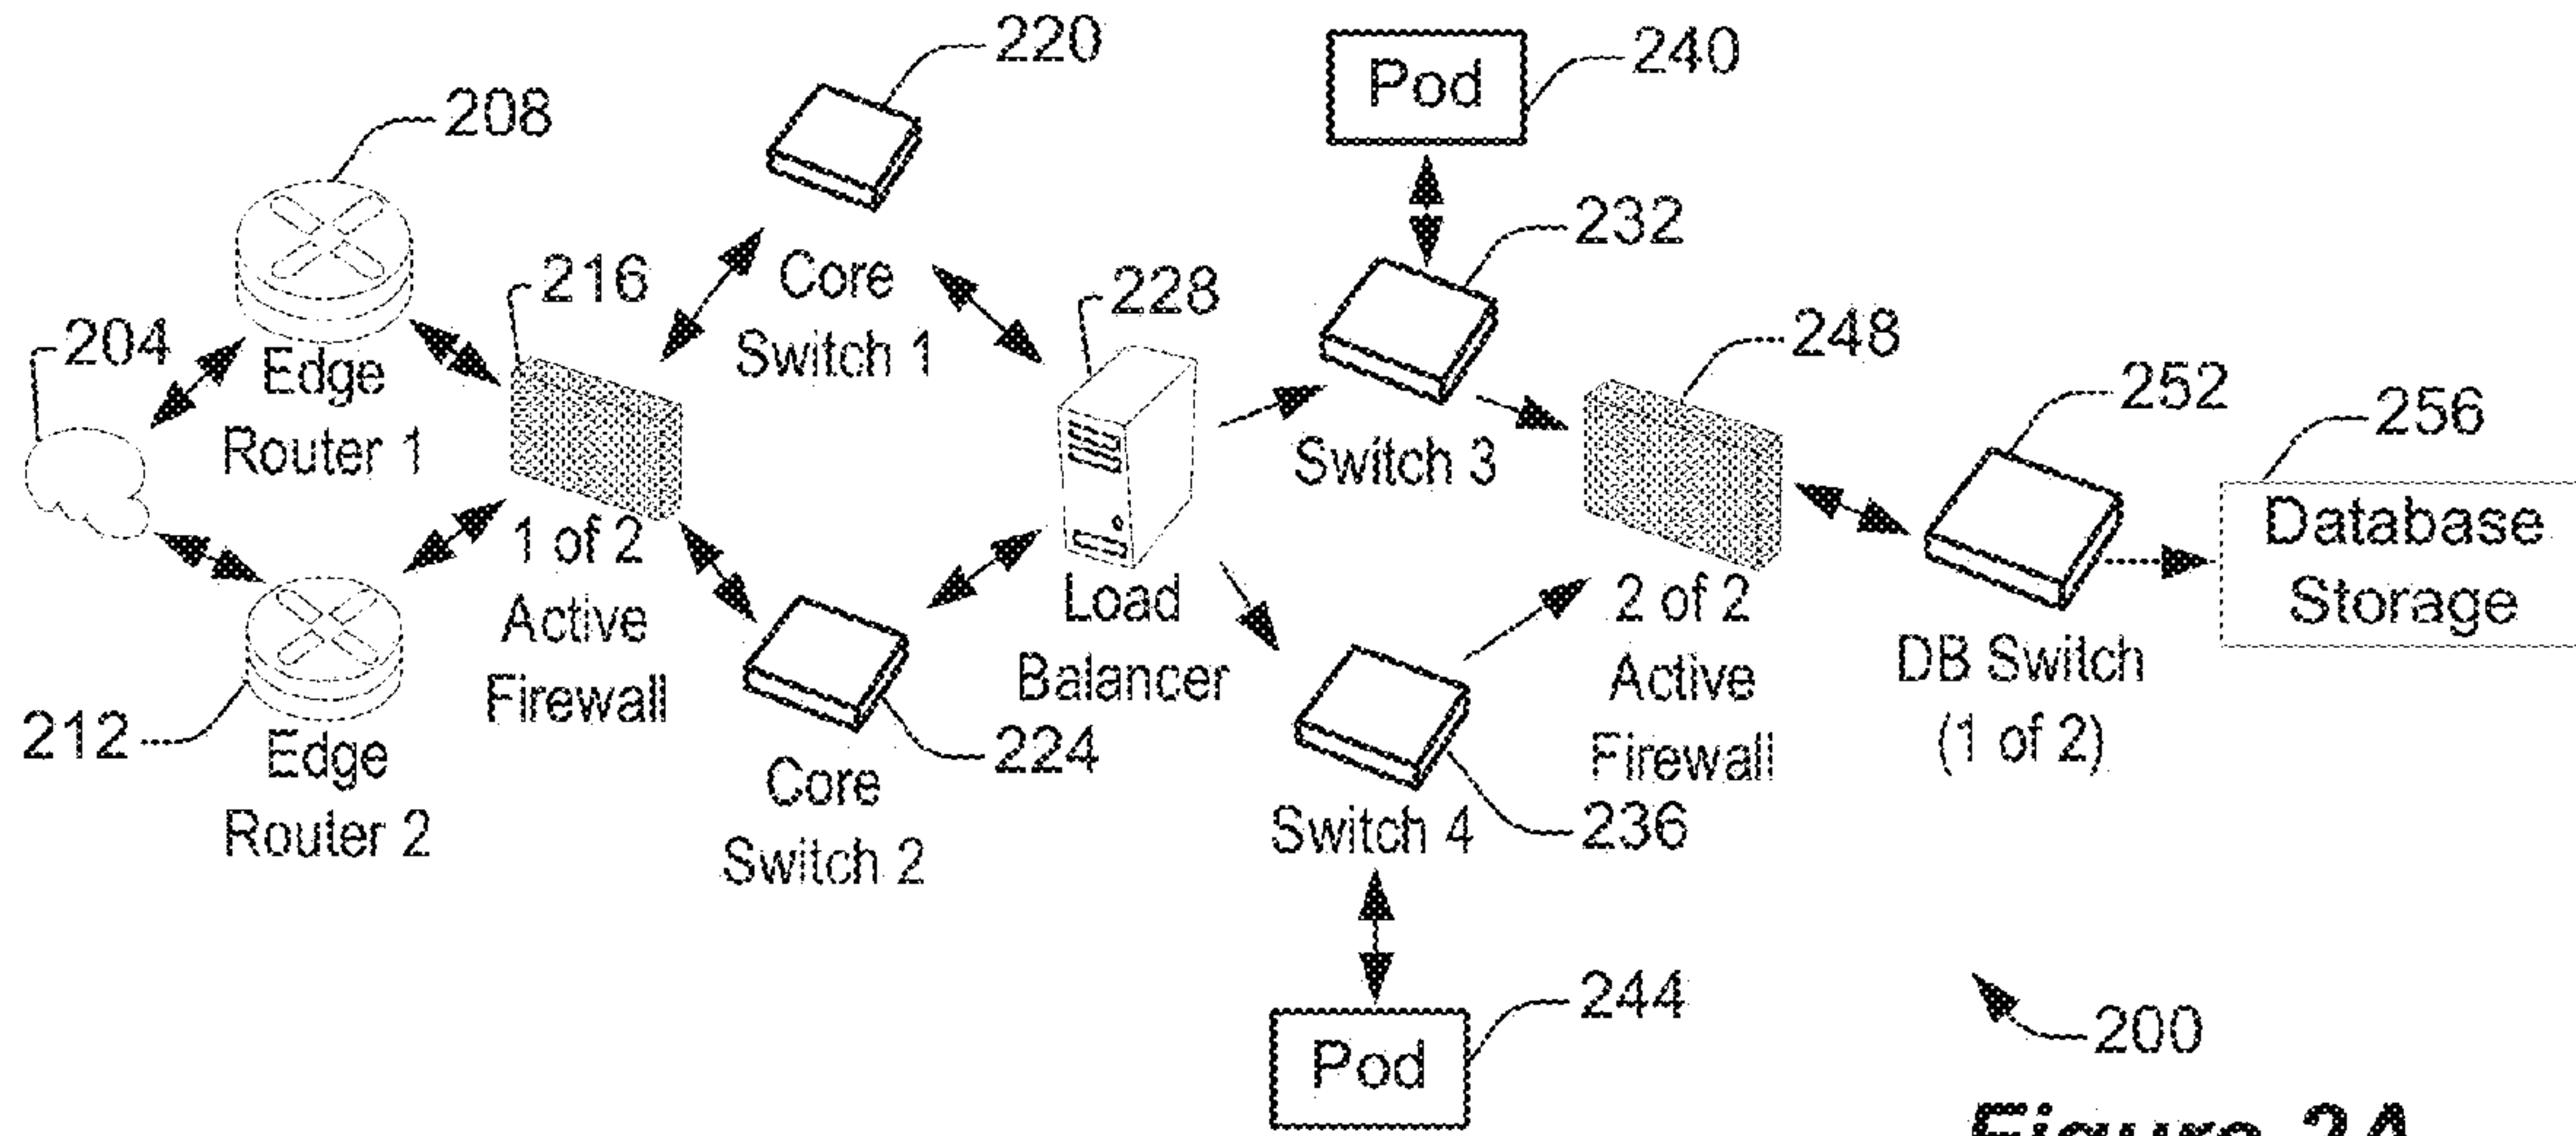 220
240
Pod
208
232
216
Core
Switch 1
228
248
204
Edge
Router 1
252
256
Switch 3
Database
Storage
1 of 2
Active
Firewall
Load
Balancer
2 of 2
Active
Firewall
DB Switch
(1 of 2)
212
Edge
Router 2
224
Core
Switch 2
Switch 4
236
244
Pod
200
Figure 2A